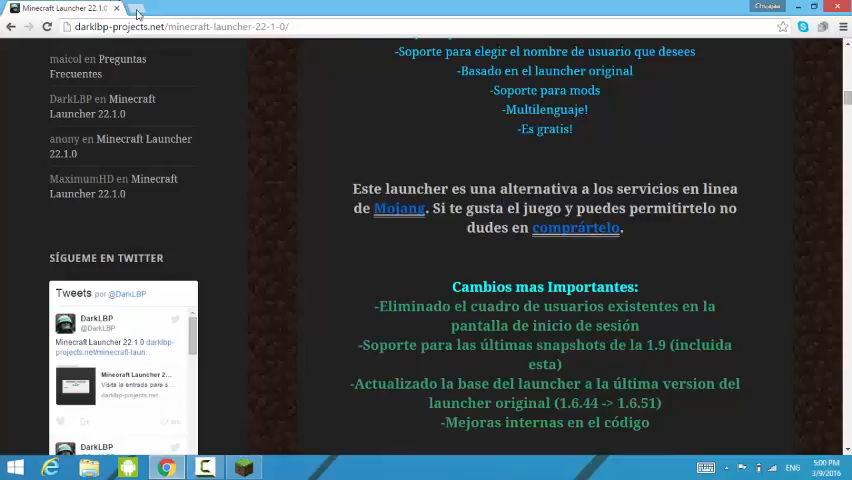 Minecraft Launcher 22.1.0
Chuapa
darklbp-projects.net/minecraft-launcher-22-1-0/
maicol en Preguntas
Frecuentes
DarkLBP en Minecraft
Launcher 22.1.0
anony en Minecraft Launcher
22.1.0
MaximumHD en Minecraft
Launcher 22.1.0
SÍGUEME EN TWITTER
Tweets por @DarkLBP
DarkLBP
@DarkLBP
Minecraft Launcher 22.1.0 darklbp-
projects.net/minecraft-laun...
Minecraft Launcher 2...
Visita la entrada para s...
darklbp-projects.net
DarkLBP
-Soporte para elegir el nombre de usuario que desees
-Basado en el launcher original
-Soporte para mods
-Multilenguaje!
-Es gratis!
Este launcher es una alternativa a los servicios en linea
de Mojang. Si te gusta el juego y puedes permitirtelo no
dudes en comprártelo.
Cambios mas Importantes:
-Eliminado el cuadro de usuarios existentes en la
pantalla de inicio de sesión
-Soporte para las últimas snapshots de la 1.9 (incluida
esta)
-Actualizado la base del launcher a la última version del
launcher original (1.6.44 -> 1.6.51)
-Mejoras internas en el código
ENG
5:00 PM
3/9/2016